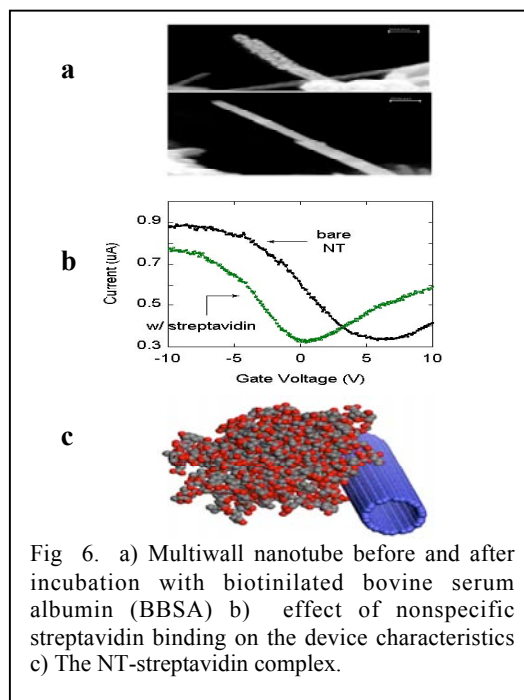 a
b
0.9
0.7
0.5
0.3
Current (uA)
bare
NT
w/ streptavidin
-10
-5
0
5
10
Gate Voltage (V)
c
Fig 6. a) Multiwall nanotube before and after
incubation with biotinilated bovine serum
albumin (BBSA) b) effect of nonspecific
streptavidin binding on the device characteristics
c) The NT-streptavidin complex.